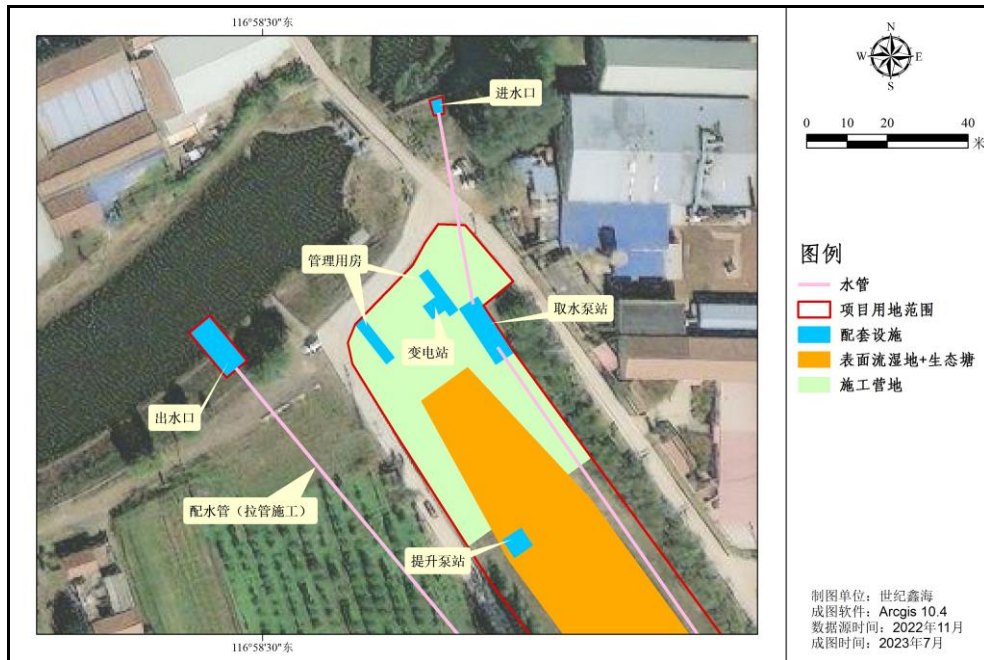 116°58'30"东
进水口
管理用房
取水泵站
变电站
出水口
配水管（拉管施工）
提升泵站
116°58'30"东
N
W E
S
0 10 20 40
米
图例
水管
项目用地范围
配套设施
表面流湿地+生态塘
施工营地
制图单位：世纪鑫海
成图软件：Arcgis 10.4
数据源时间：2022年11月
成图时间：2023年7月